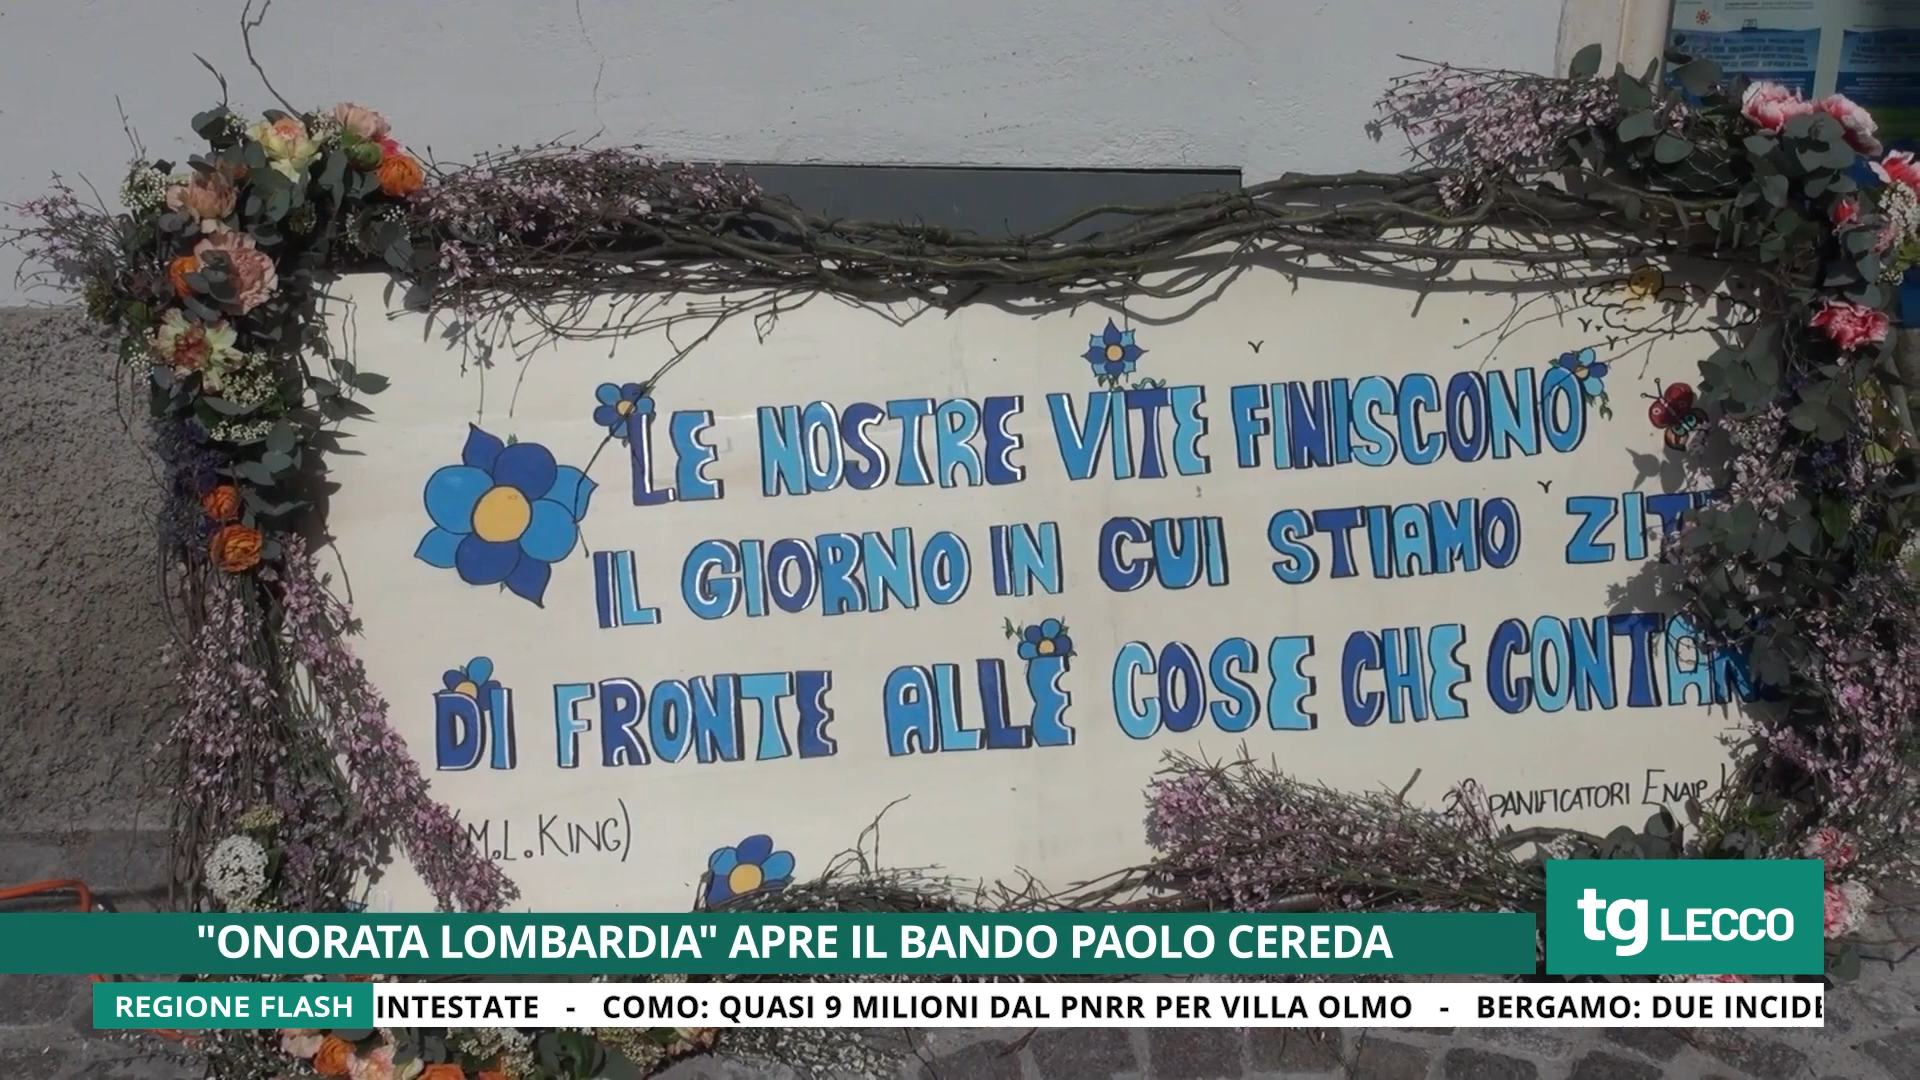 LE NOSTRE VITE FINISCONO
IL GIORNO IN CUI STIAMO ZIT
DI FRONTE ALLE COSE CHE CONTAN
(M.L.KING)
PANIFICATORI ENAIP
"ONORATA LOMBARDIA" APRE IL BANDO PAOLO CEREDA
tg LECCO
REGIONE FLASH INTESTATE - COMO: QUASI 9 MILIONI DAL PNRR PER VILLA OLMO - BERGAMO: DUE INCIDE